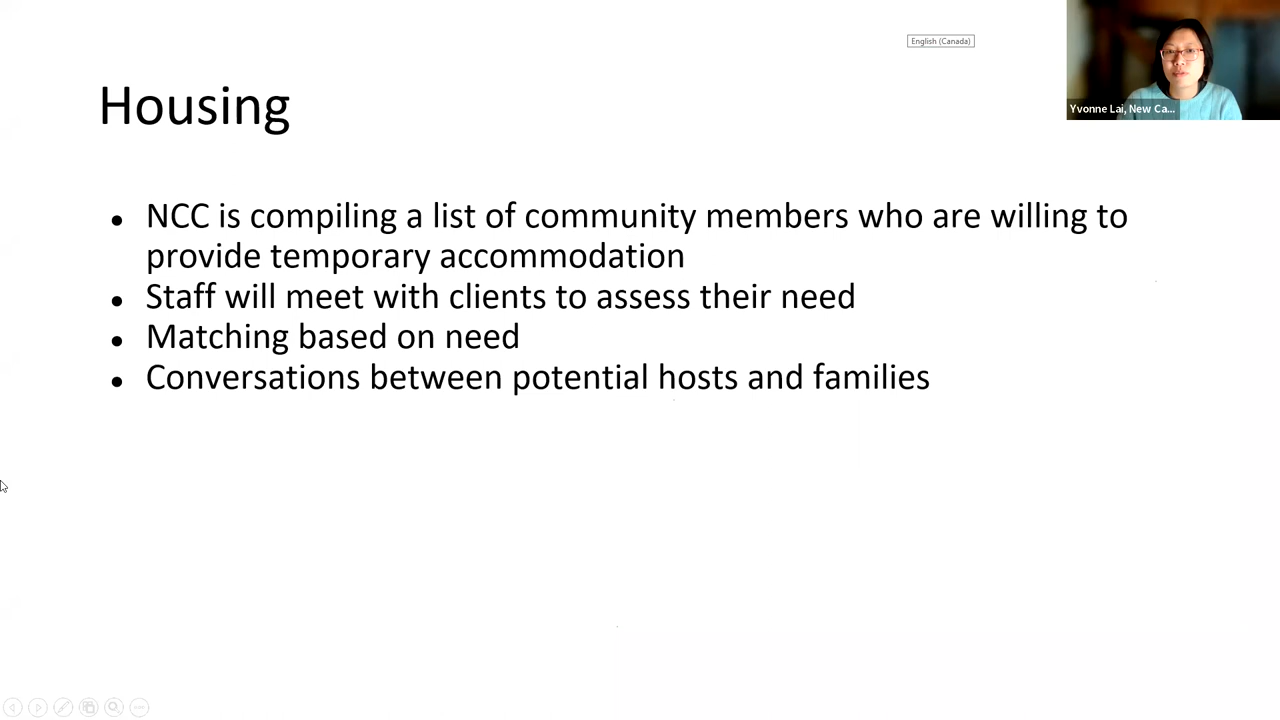 English (Canada)
Yvonne Lai, New Ca...
Housing
● NCC is compiling a list of community members who are willing to
provide temporary accommodation
● Staff will meet with clients to assess their need
● Matching based on need
● Conversations between potential hosts and families